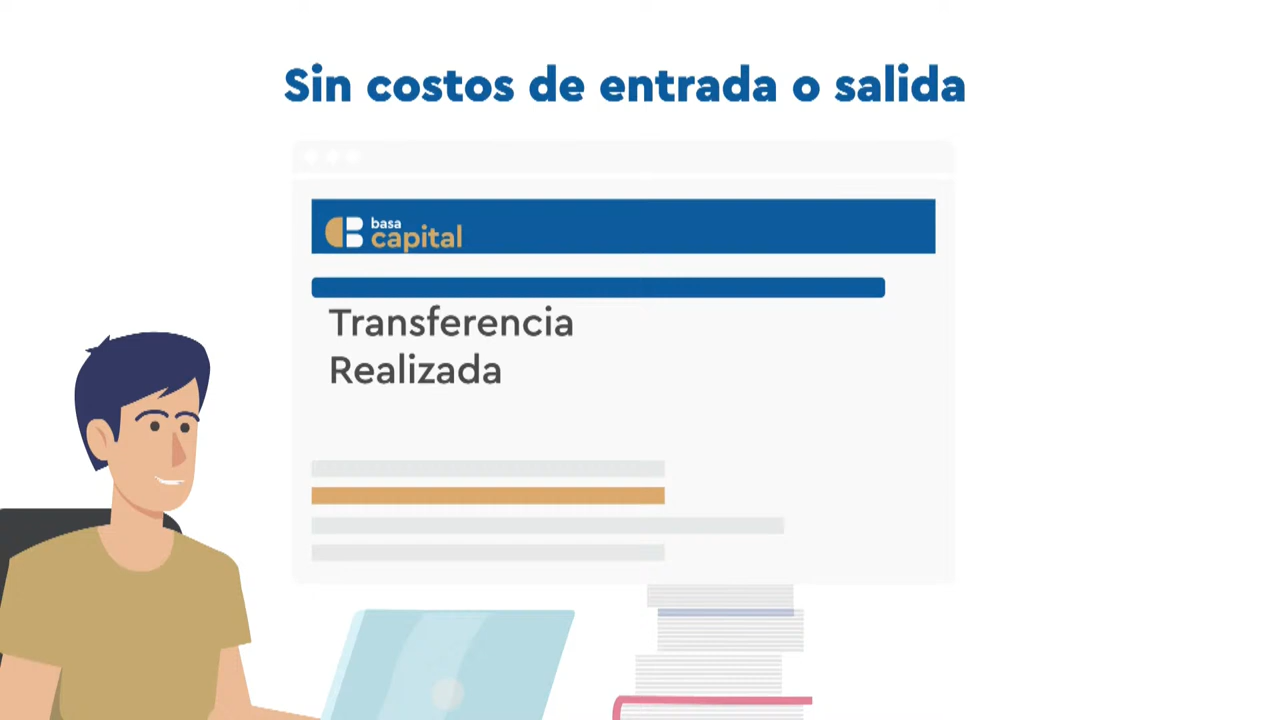 Sin costos de entrada o salida
basa
capital
Transferencia
Realizada